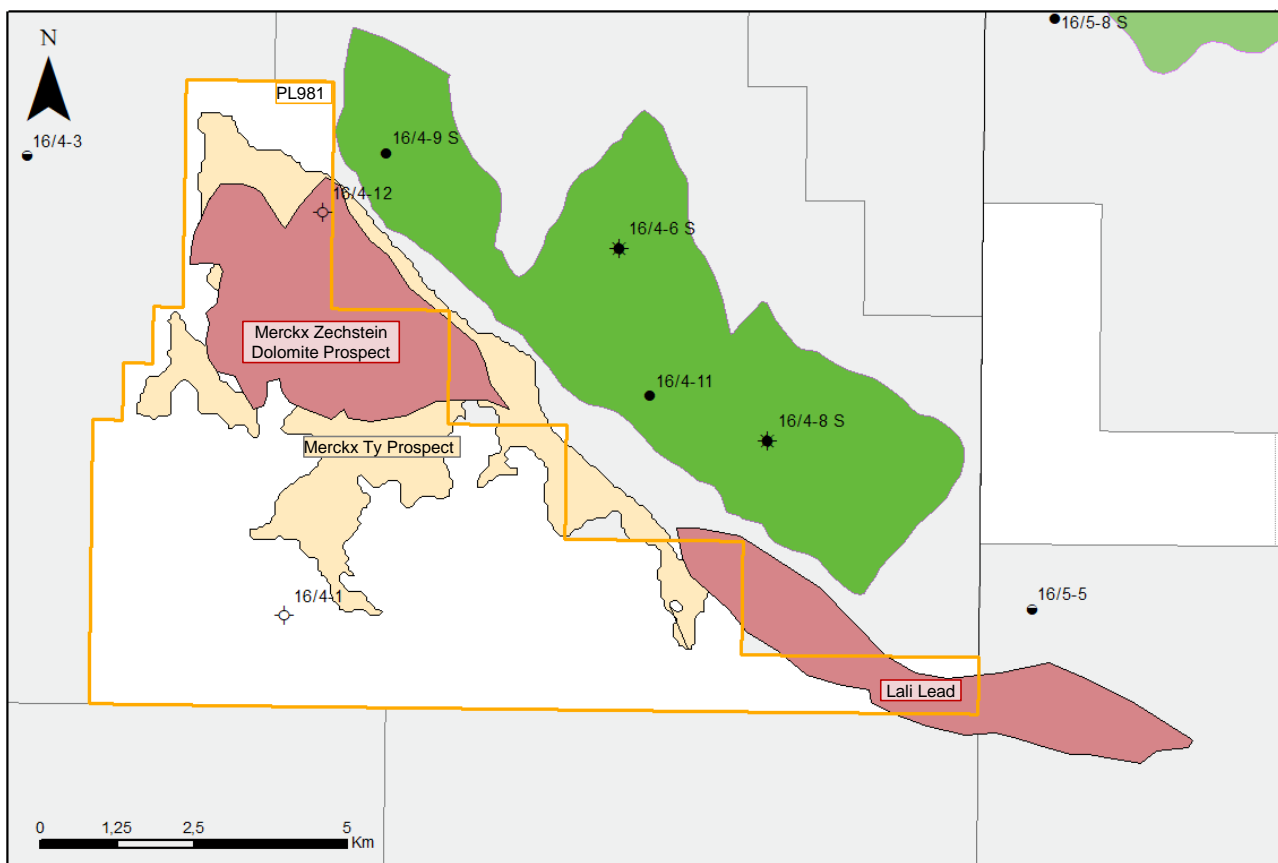 16/5-8 S
N
PL981
16/4-3
16/4-9 S
16/4-12
16/4-6 S
Merckx Zechstein
Dolomite Prospect
16/4-11
16/4-8 S
Merckx Ty Prospect
16/4-1
16/5-5
Lali Lead
0 1,25 2,5 5
Km